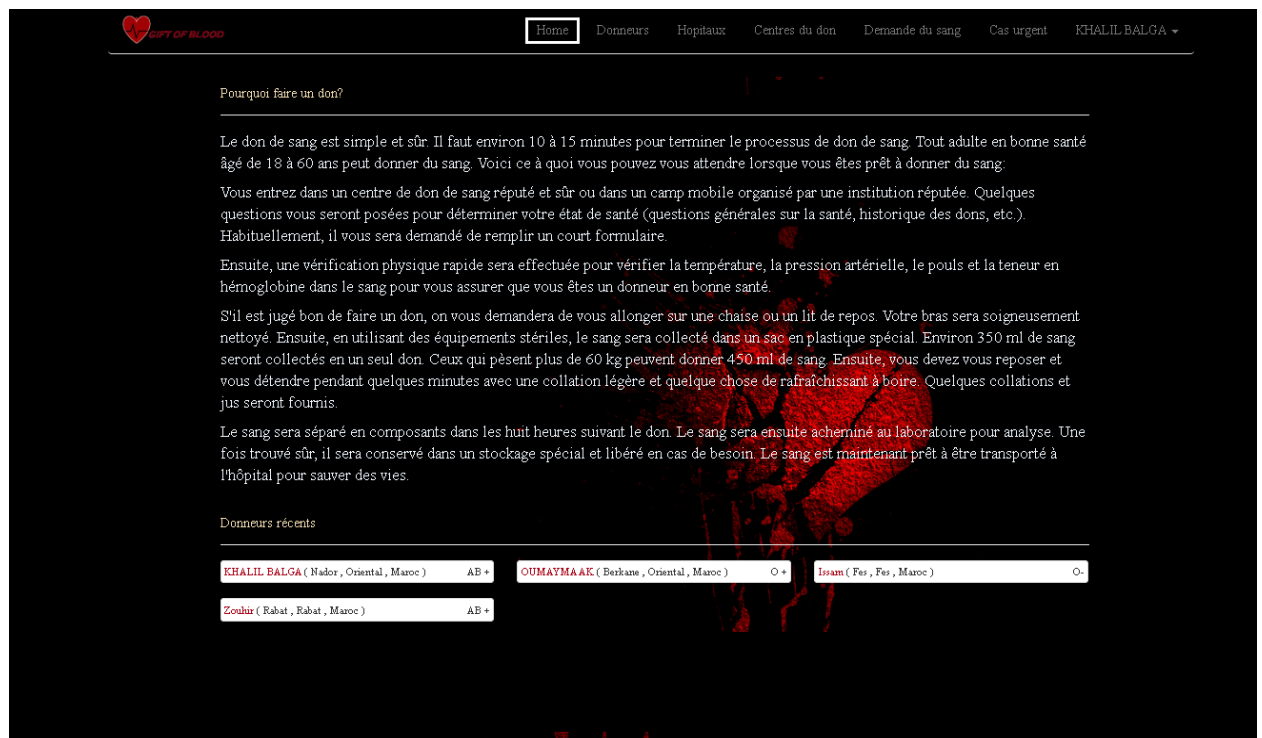 GIFT OF BLOOD
Home Donneurs Hopitaux Centres du don Demande du sang Cas urgent KHALIL BALGA
Pourquoi faire un don?
Le don de sang est simple et sûr. Il faut environ 10 à 15 minutes pour terminer le processus de don de sang. Tout adulte en bonne santé
âgé de 18 à 60 ans peut donner du sang. Voici ce à quoi vous pouvez vous attendre lorsque vous êtes prêt à donner du sang:
Vous entrez dans un centre de don de sang réputé et sûr ou dans un camp mobile organisé par une institution réputée. Quelques
questions vous seront posées pour déterminer votre état de santé (questions générales sur la santé, historique des dons, etc.).
Habituellement, il vous sera demandé de remplir un court formulaire.
Ensuite, une vérification physique rapide sera effectuée pour vérifier la température, la pression artérielle, le pouls et la teneur en
hémoglobine dans le sang pour vous assurer que vous êtes un donneur en bonne santé.
S'il est jugé bon de faire un don, on vous demandera de vous allonger sur une chaise ou un lit de repos. Votre bras sera soigneusement
nettoyé. Ensuite, en utilisant des équipements stériles, le sang sera collecté dans un sac en plastique spécial. Environ 350 ml de sang
seront collectés en un seul don. Ceux qui pèsent plus de 60 kg peuvent donner 450 ml de sang. Ensuite, vous devez vous reposer et
vous détendre pendant quelques minutes avec une collation légère et quelque chose de rafraîchissant à boire. Quelques collations et
jus seront fournis.
Le sang sera séparé en composants dans les huit heures suivant le don. Le sang sera ensuite acheminé au laboratoire pour analyse. Une
fois trouvé sûr, il sera conservé dans un stockage spécial et libéré en cas de besoin. Le sang est maintenant prêt à être transporté à
l'hôpital pour sauver des vies.
Donneurs récents
KHALIL BALGA ( Nador , Oriental , Maroc ) AB +
OUMAYMA AK ( Berkane , Oriental , Maroc ) O +
Issam ( Fes , Fes , Maroc ) O-
Zouhir ( Rabat , Rabat , Maroc ) AB +